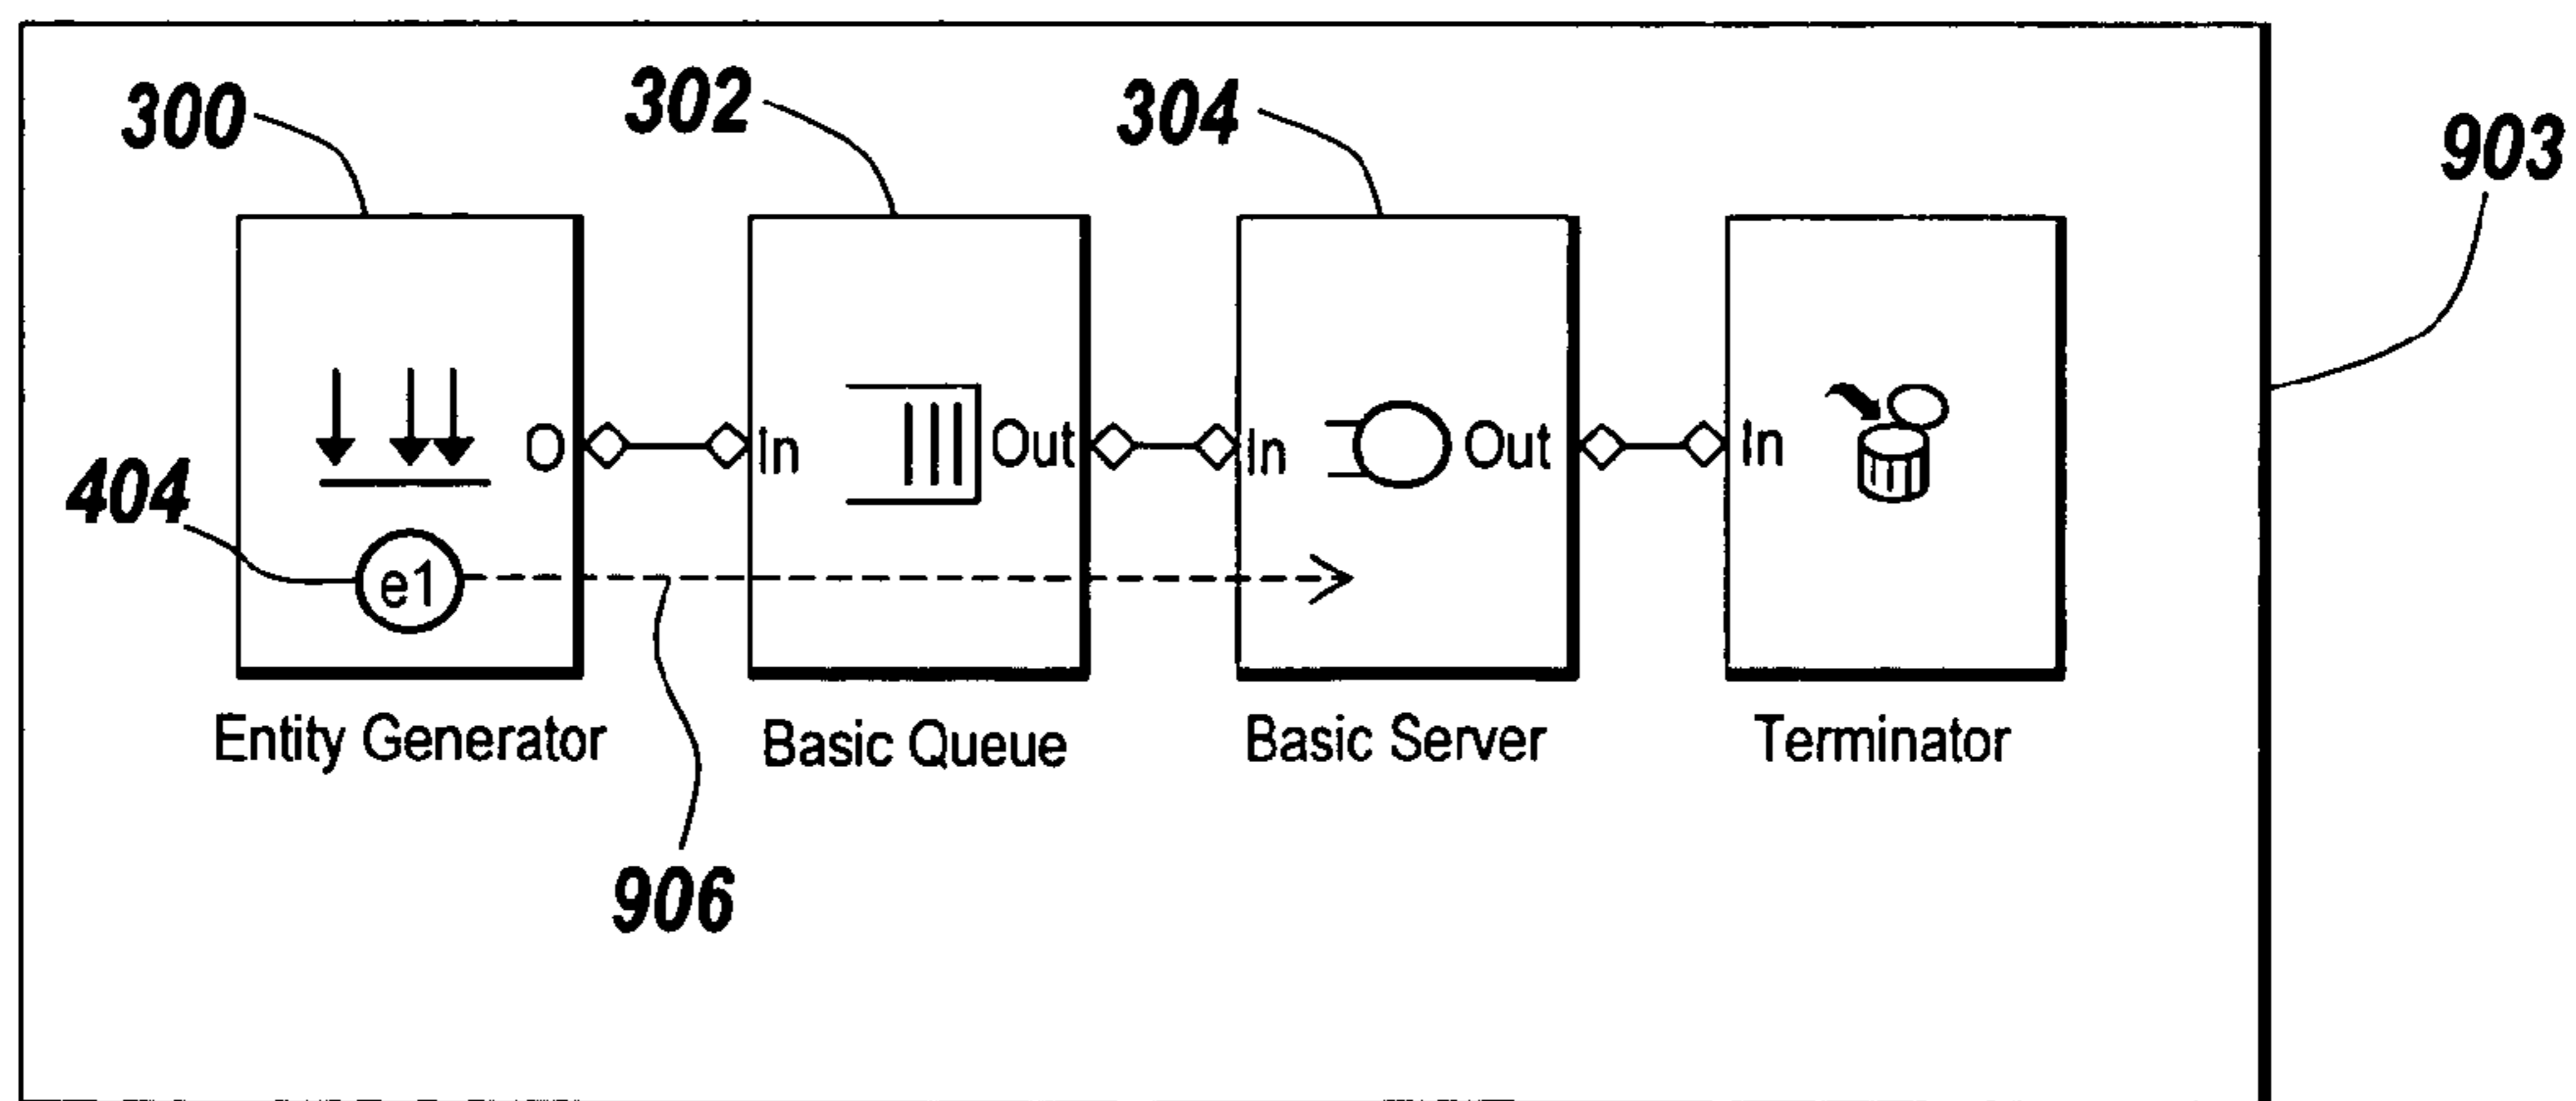 300
302
304
903
O
In
Out
In
Out
In
404
e1
Entity Generator
Basic Queue
Basic Server
Terminator
906